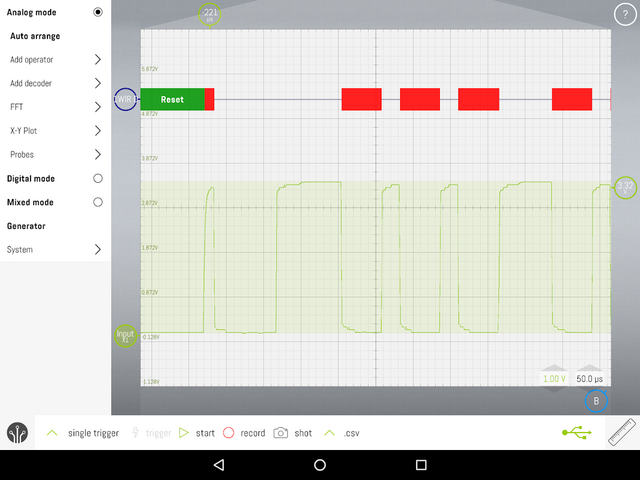 Analog mode
Auto arrange
Add operator
Add decoder
FFT
X-Y Plot
Probes
Digital mode
Mixed mode
Generator
System
-221
µs
?
5.872V
Reset
4.872V
3.872V
3.32
V
2.872V
1.872V
0.872V
Input
X1
-0.128V
-1.128V
1.00 V
50.0 µs
B
single trigger
trigger
start
record
shot
.csv